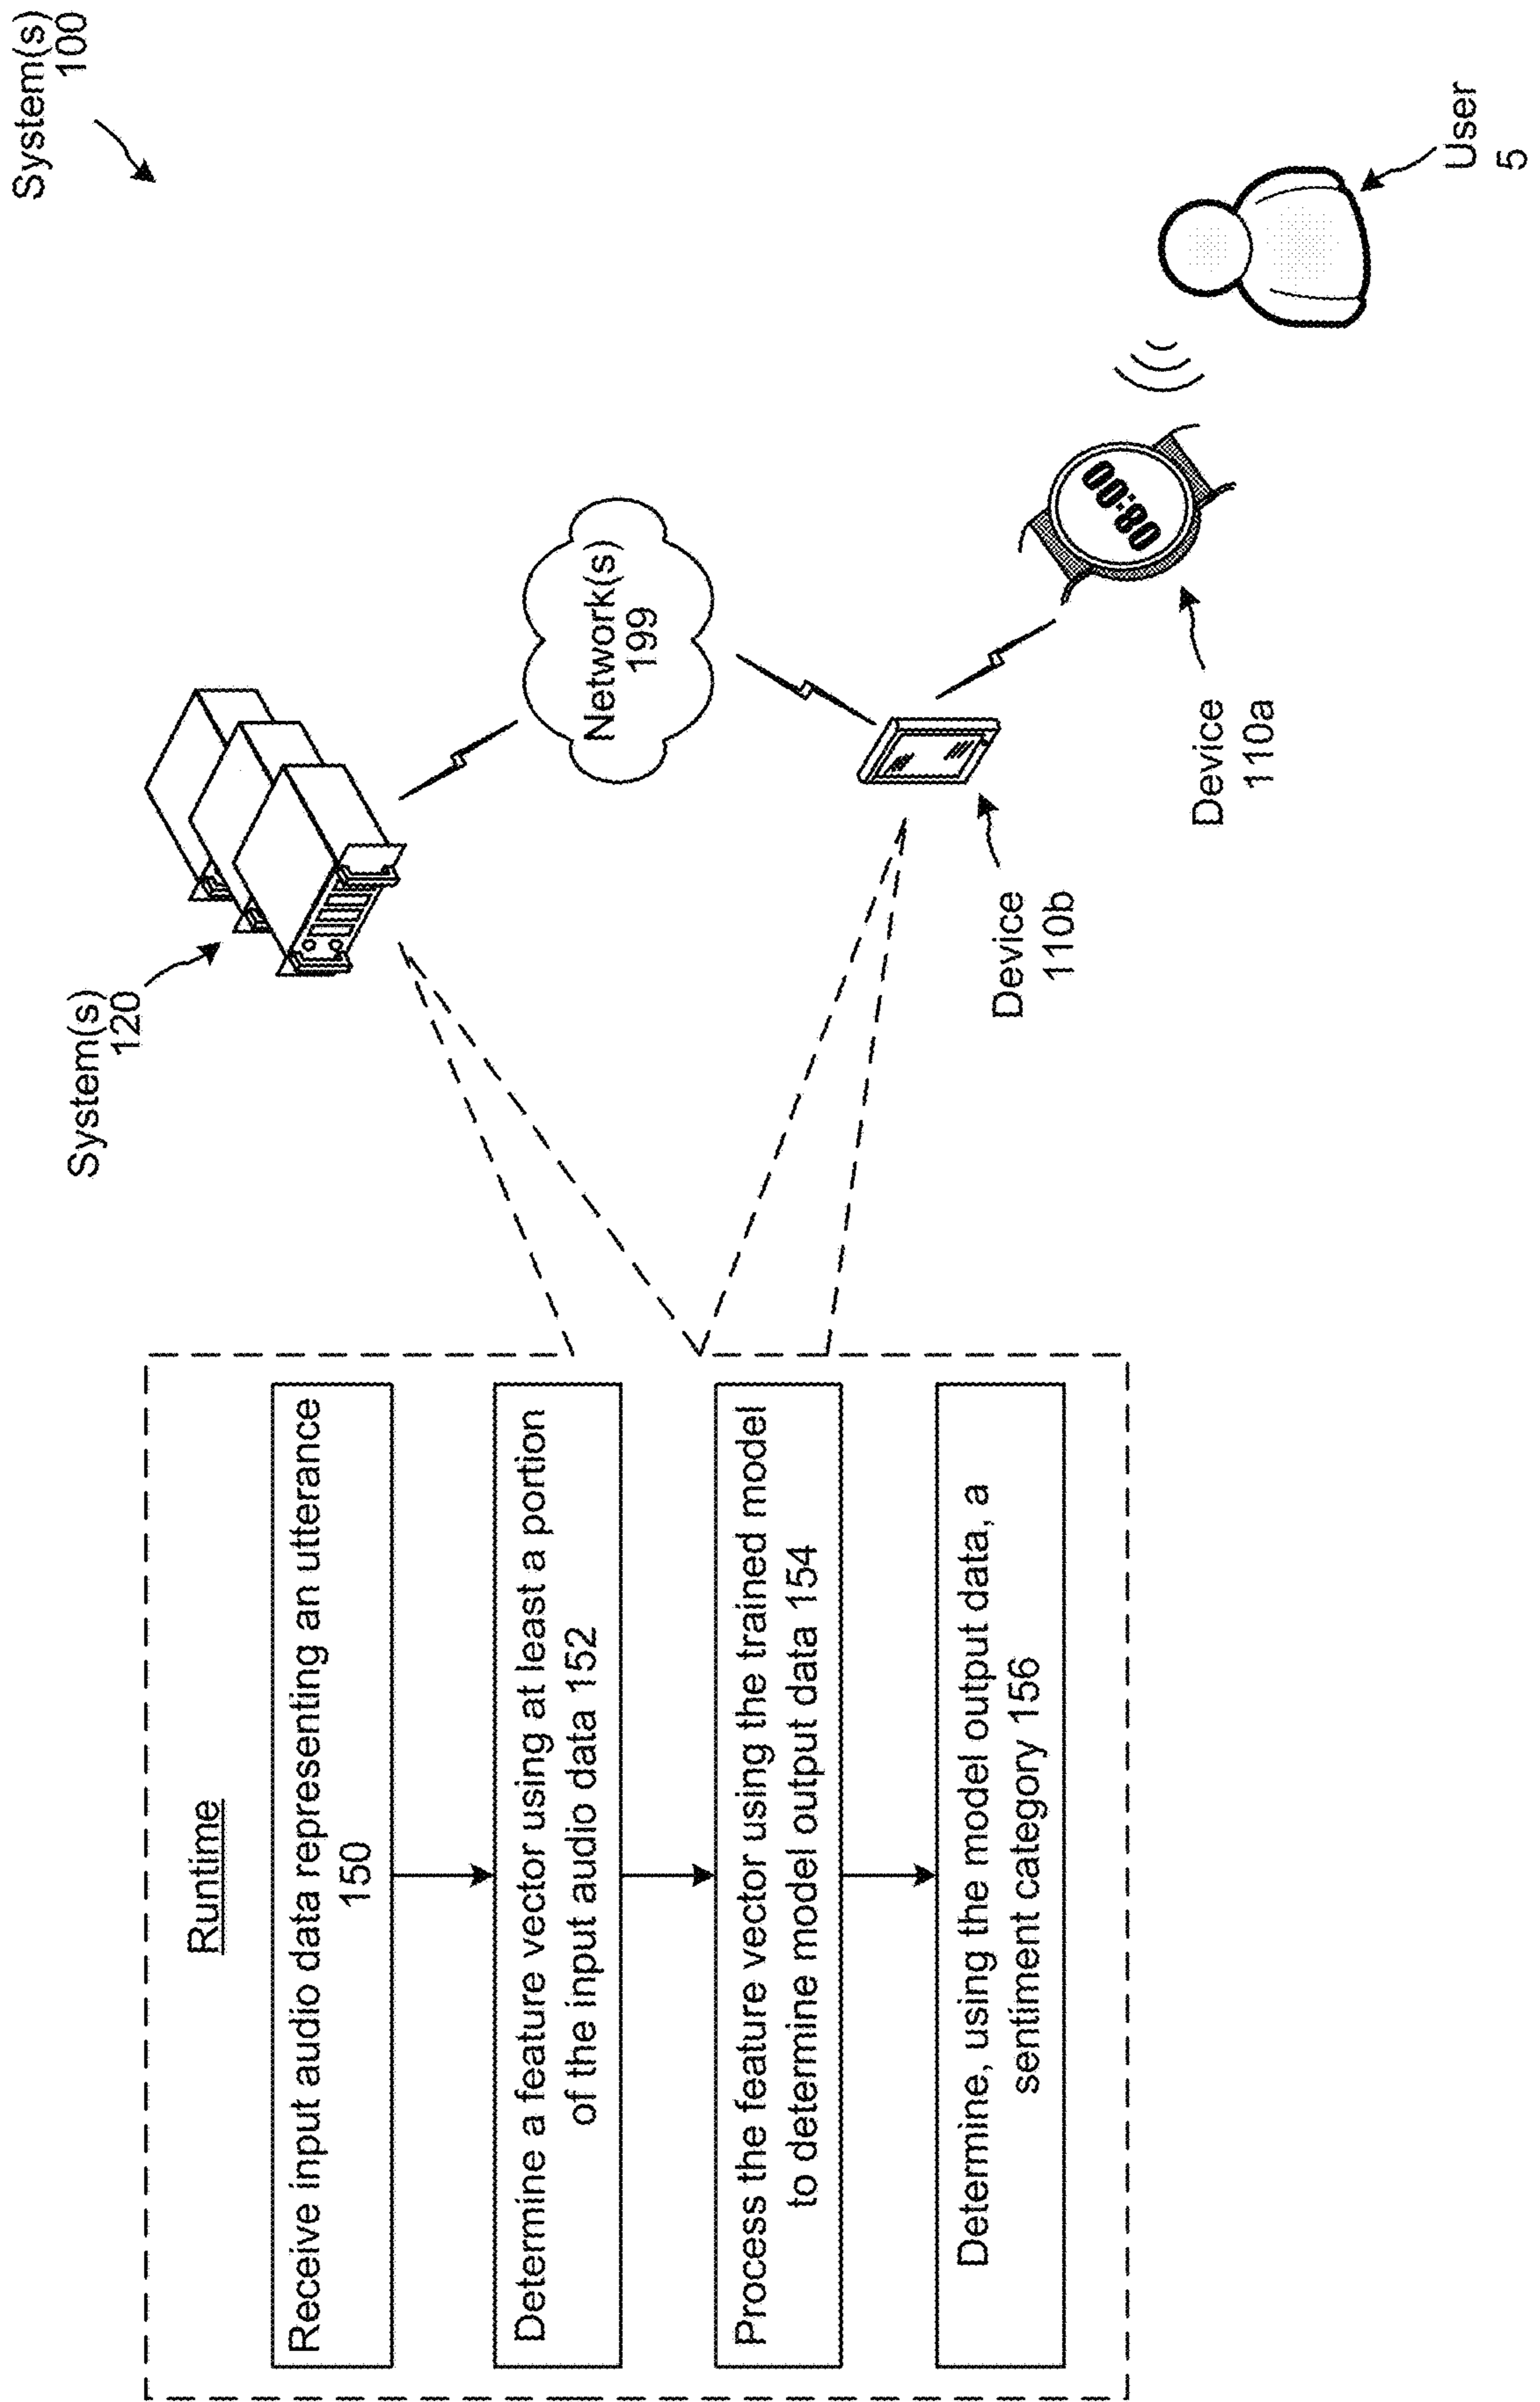 System(s)
100
Runtime
Receive input audio data representing an utterance
150
Determine a feature vector using at least a portion
of the input audio data 152
Process the feature vector using the trained model
to determine model output data 154
Determine, using the model output data, a
sentiment category 156
System(s)
120
Network(s)
199
Device
110b
Device
110a
08:00
User
5